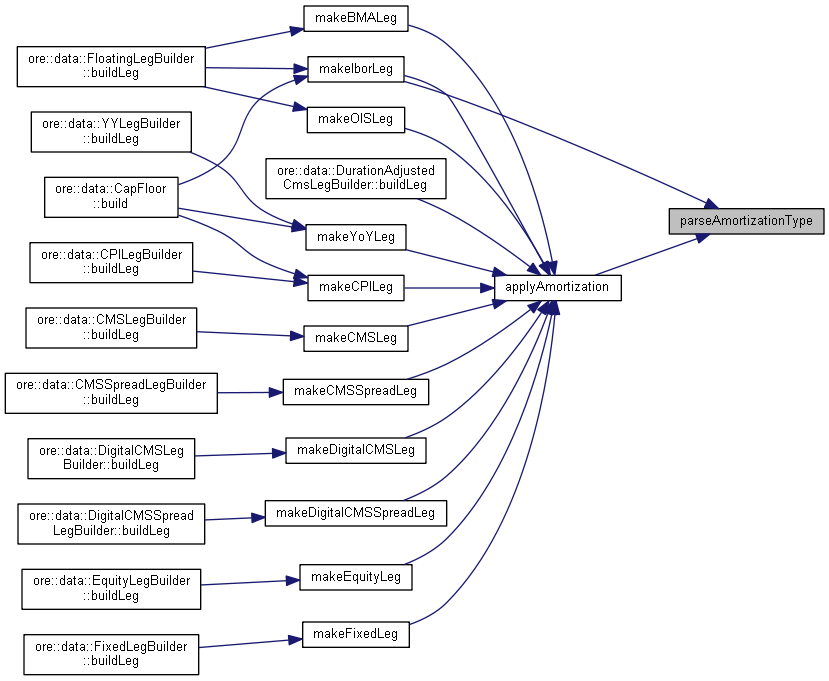 makeBMALeg
ore::data::FloatingLegBuilder
::buildLeg
makeIborLeg
makeOISLeg
ore::data::YYLegBuilder
::buildLeg
ore::data::DurationAdjusted
CmsLegBuilder::buildLeg
ore::data::CapFloor
::build
parseAmortizationType
makeYoYLeg
ore::data::CPILegBuilder
::buildLeg
makeCPILeg
applyAmortization
ore::data::CMSLegBuilder
::buildLeg
makeCMSLeg
ore::data::CMSSpreadLegBuilder
::buildLeg
makeCMSSpreadLeg
ore::data::DigitalCMSLeg
Builder::buildLeg
makeDigitalCMSLeg
ore::data::DigitalCMSSpread
LegBuilder::buildLeg
makeDigitalCMSSpreadLeg
ore::data::EquityLegBuilder
::buildLeg
makeEquityLeg
ore::data::FixedLegBuilder
::buildLeg
makeFixedLeg